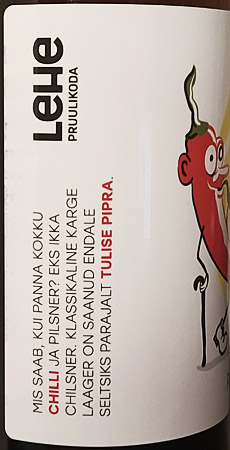 LeHe
PRUULIKODA
MIS SAAB, KUI PANNA KOKKU
CHILLI JA PILSNER? EKS IKKA
CHILSNER. KLASSIKALINE KARGE
LAAGER ON SAANUD ENDALE
SELTSIKS PARAJALT TULISE PIPRA.